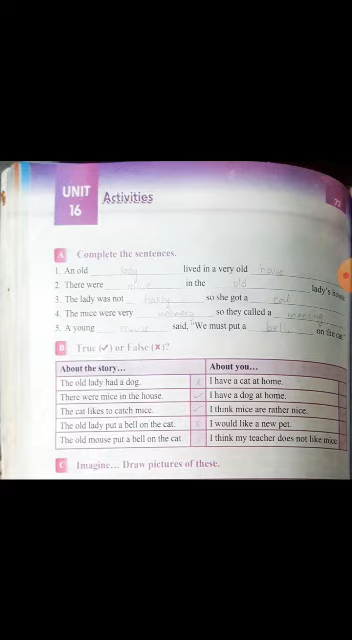 UNIT
16
Activities
72
A Complete the sentences.
1. An old lady lived in a very old house
2. There were mice in the old lady's house.
3. The lady was not happy so she got a cat
4. The mice were very so they called a meeting
5. A young mouse said, "We must put a bell on the cat"
B True (✓) or False (×)?
About the story... About you...
The old lady had a dog. × I have a cat at home.
There were mice in the house. ✓ I have a dog at home.
The cat likes to catch mice. ✓ I think mice are rather nice.
The old lady put a bell on the cat. × I would like a new pet.
The old mouse put a bell on the cat I think my teacher does not like mice.
C Imagine... Draw pictures of these.